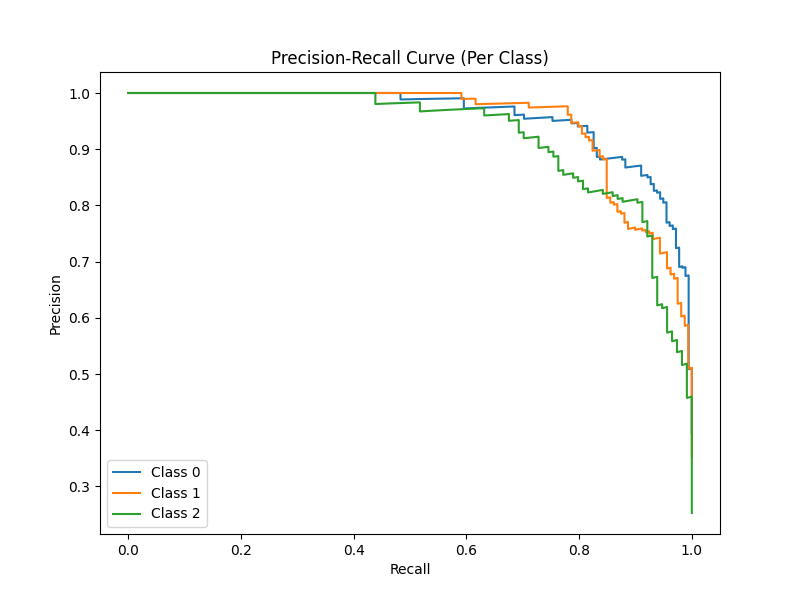 Precision-Recall Curve (Per Class)
1.0
0.9
0.8
0.7
0.6
0.5
0.4
0.3
Precision
Class 0
Class 1
Class 2
0.0 0.2 0.4 0.6 0.8 1.0
Recall